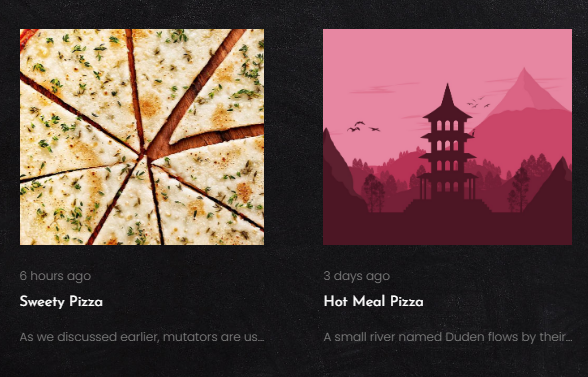 6 hours ago
Sweety Pizza
As we discussed earlier, mutators are us...
3 days ago
Hot Meal Pizza
A small river named Duden flows by their...